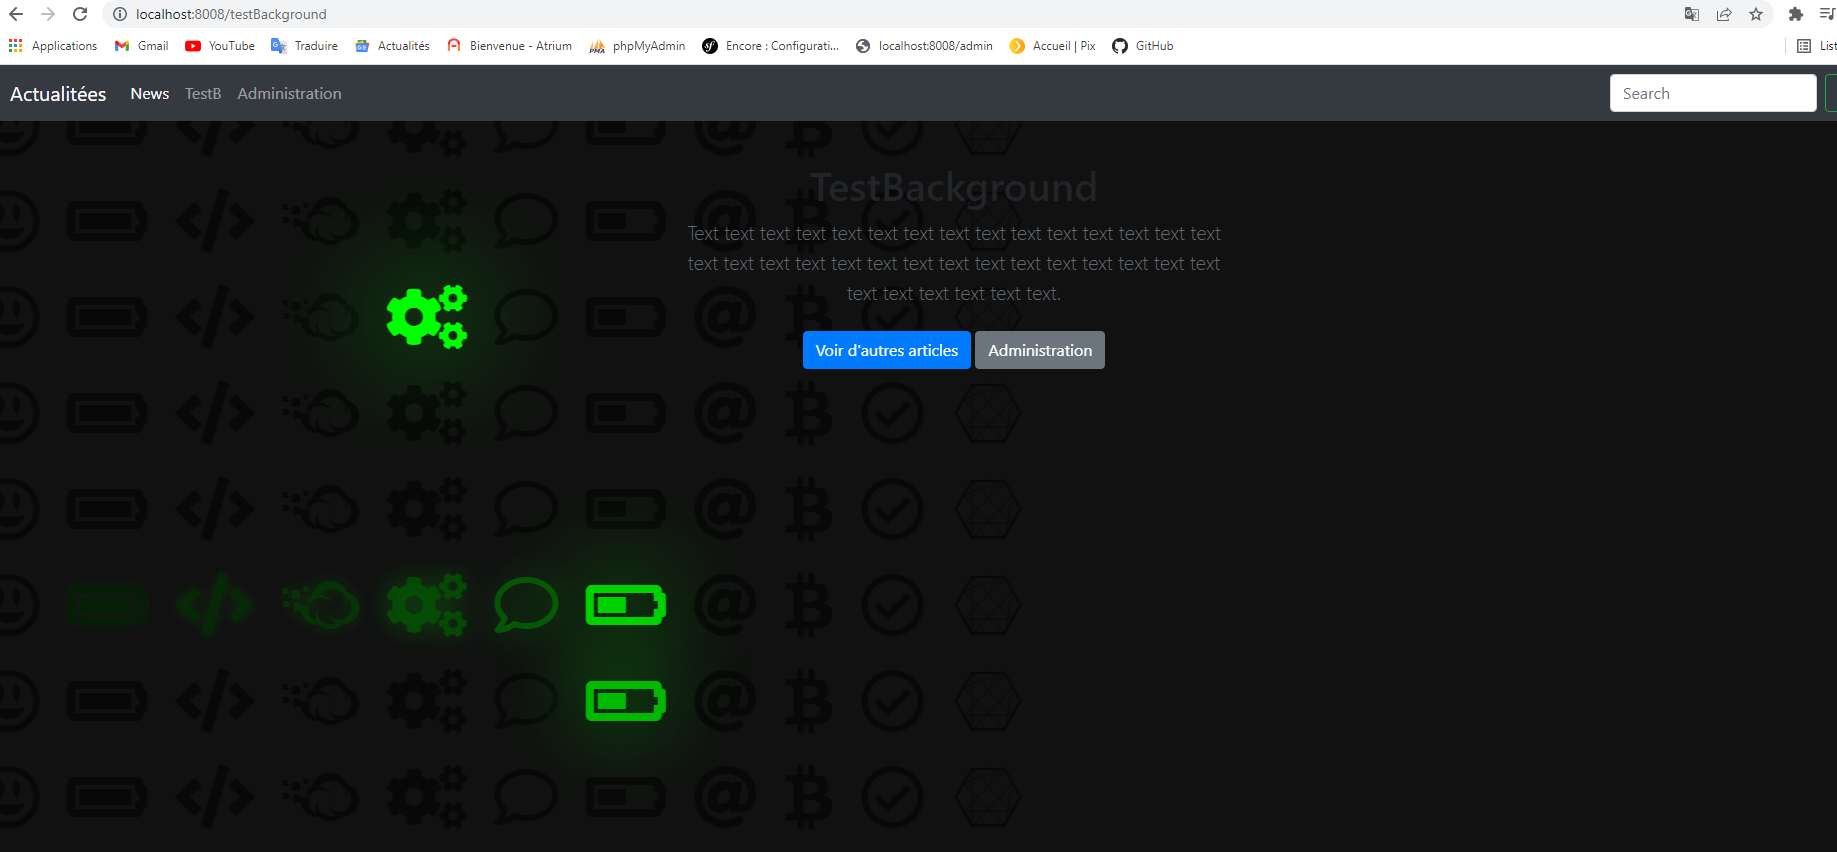 localhost:8008/testBackground
Applications Gmail YouTube Traduire Actualités Bienvenue - Atrium phpMyAdmin Encore : Configurati... localhost:8008/admin Accueil | Pix GitHub List
Actualitées News TestB Administration Search
TestBackground
Text text text text text text text text text text text text text text text
text text text text text text text text text text text text text text text
text text text text text text.
Voir d'autres articles Administration